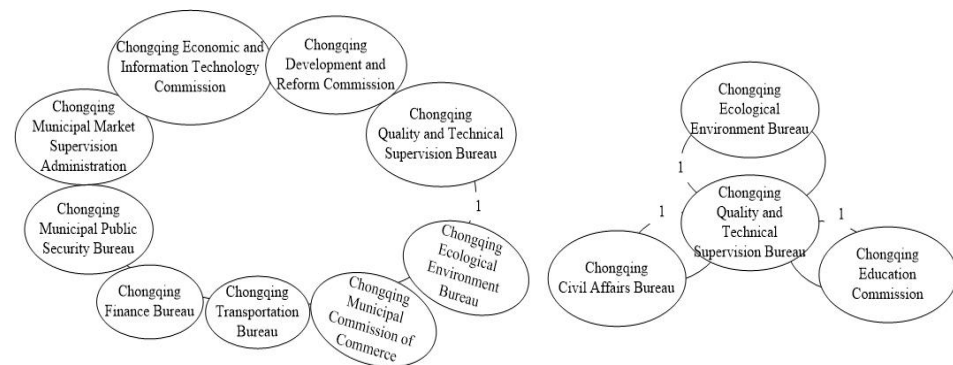 Chongqing Economic and
Information Technology
Commission
Chongqing
Development and
Reform Commission
Chongqing
Quality and Technical
Supervision Bureau
1
Chongqing
Ecological
Environment Bureau
Chongqing
Municipal
Commission of
Commerce
Chongqing
Transportation
Bureau
Chongqing
Finance Bureau
Chongqing
Municipal Public
Security Bureau
Chongqing
Municipal Market
Supervision
Administration
Chongqing
Ecological
Environment Bureau
1
Chongqing
Quality and
Technical
Supervision Bureau
1
1
Chongqing
Civil Affairs Bureau
Chongqing
Education
Commission